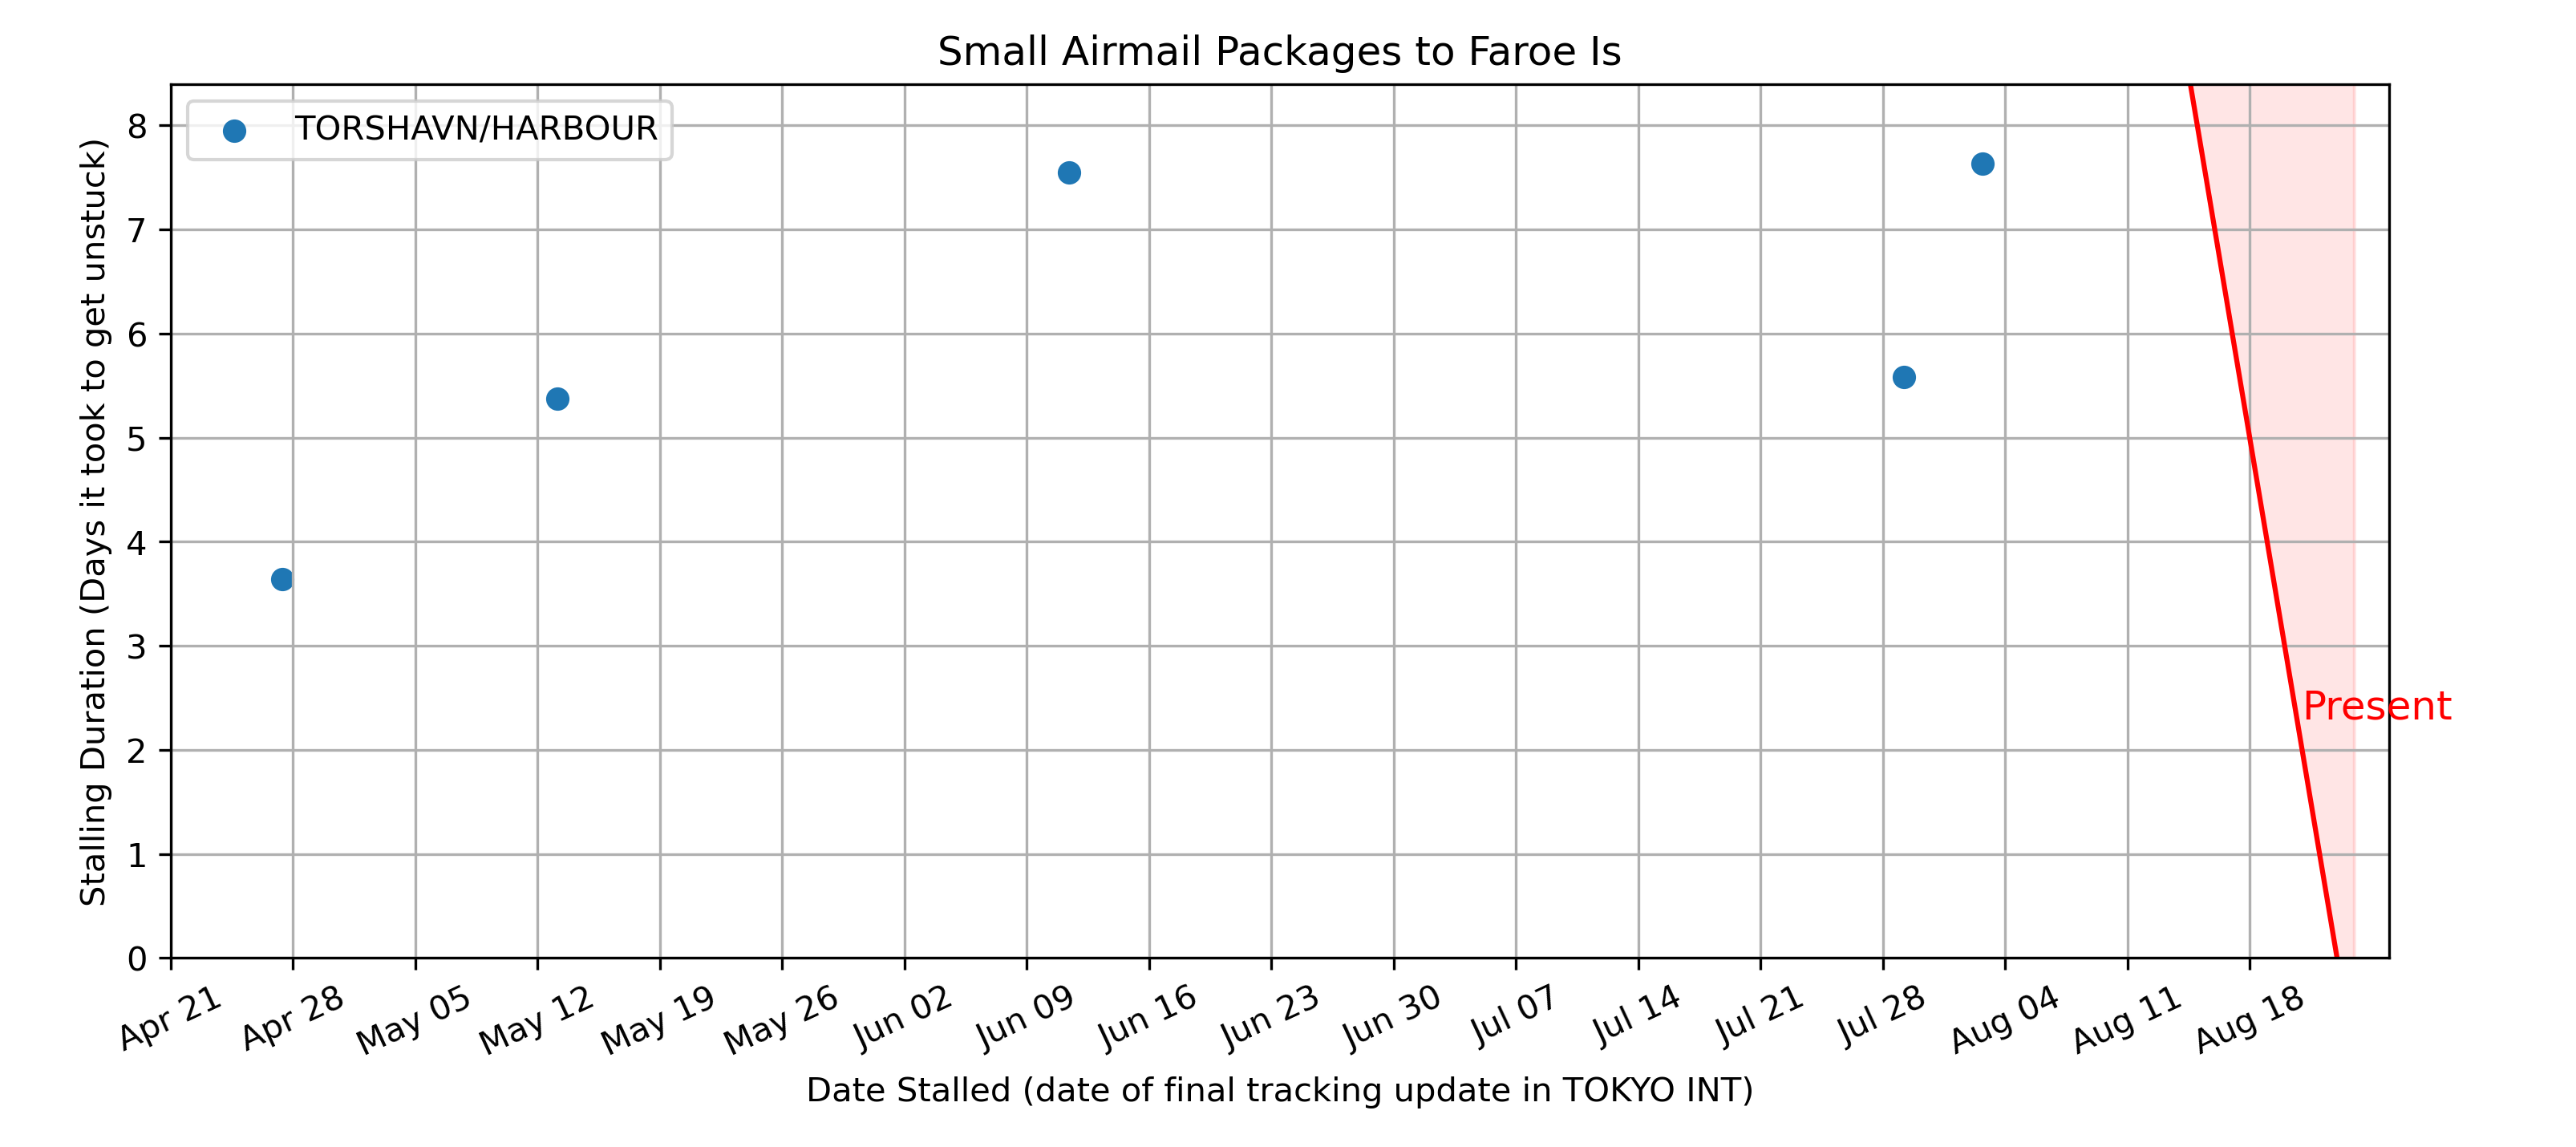 Small Airmail Packages to Faroe Is
TORSHAVN/HARBOUR
Stalling Duration (Days it took to get unstuck)
8
7
6
5
4
3
2
1
0
Present
Apr 21
Apr 28
May 05
May 12
May 19
May 26
Jun 02
Jun 09
Jun 16
Jun 23
Jun 30
Jul 07
Jul 14
Jul 21
Jul 28
Aug 04
Aug 11
Aug 18
Date Stalled (date of final tracking update in TOKYO INT)